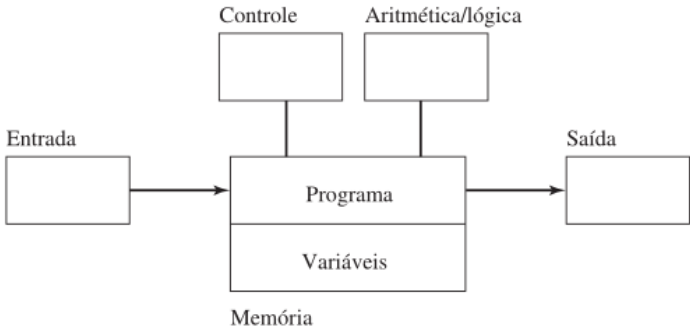 Controle
Aritmética/lógica
Entrada
Saída
Programa
Variáveis
Memória